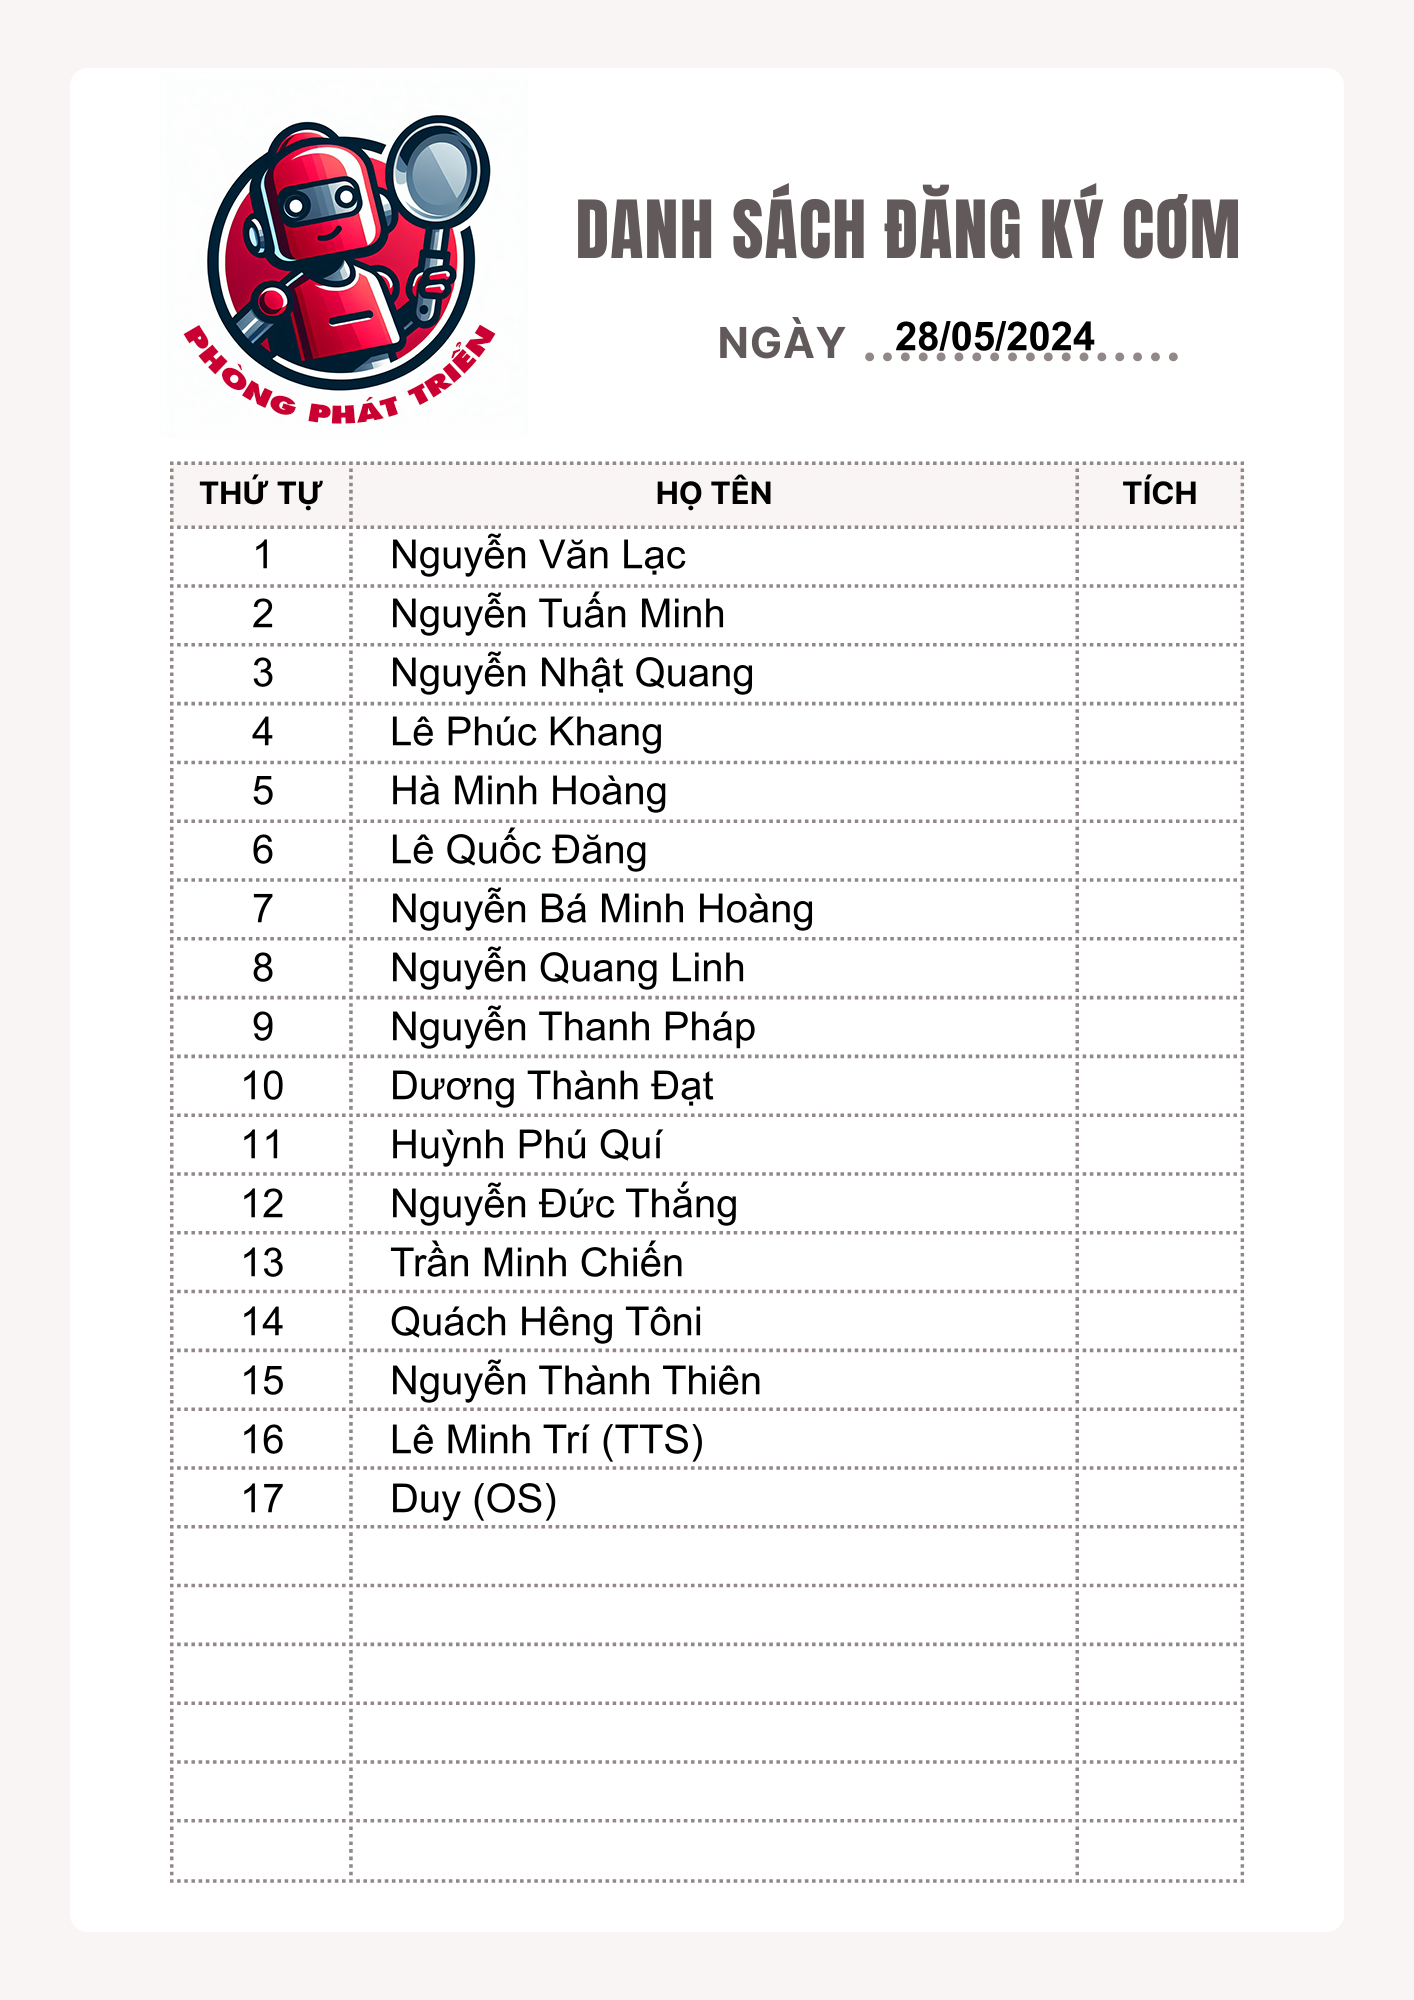 PHÒNG PHÁT TRIỂN
DANH SÁCH ĐĂNG KÝ CƠM
NGÀY 28/05/2024
THỨ TỰ HỌ TÊN TÍCH
1 Nguyễn Văn Lạc
2 Nguyễn Tuấn Minh
3 Nguyễn Nhật Quang
4 Lê Phúc Khang
5 Hà Minh Hoàng
6 Lê Quốc Đăng
7 Nguyễn Bá Minh Hoàng
8 Nguyễn Quang Linh
9 Nguyễn Thanh Pháp
10 Dương Thành Đạt
11 Huỳnh Phú Quí
12 Nguyễn Đức Thắng
13 Trần Minh Chiến
14 Quách Hêng Tôni
15 Nguyễn Thành Thiên
16 Lê Minh Trí (TTS)
17 Duy (OS)